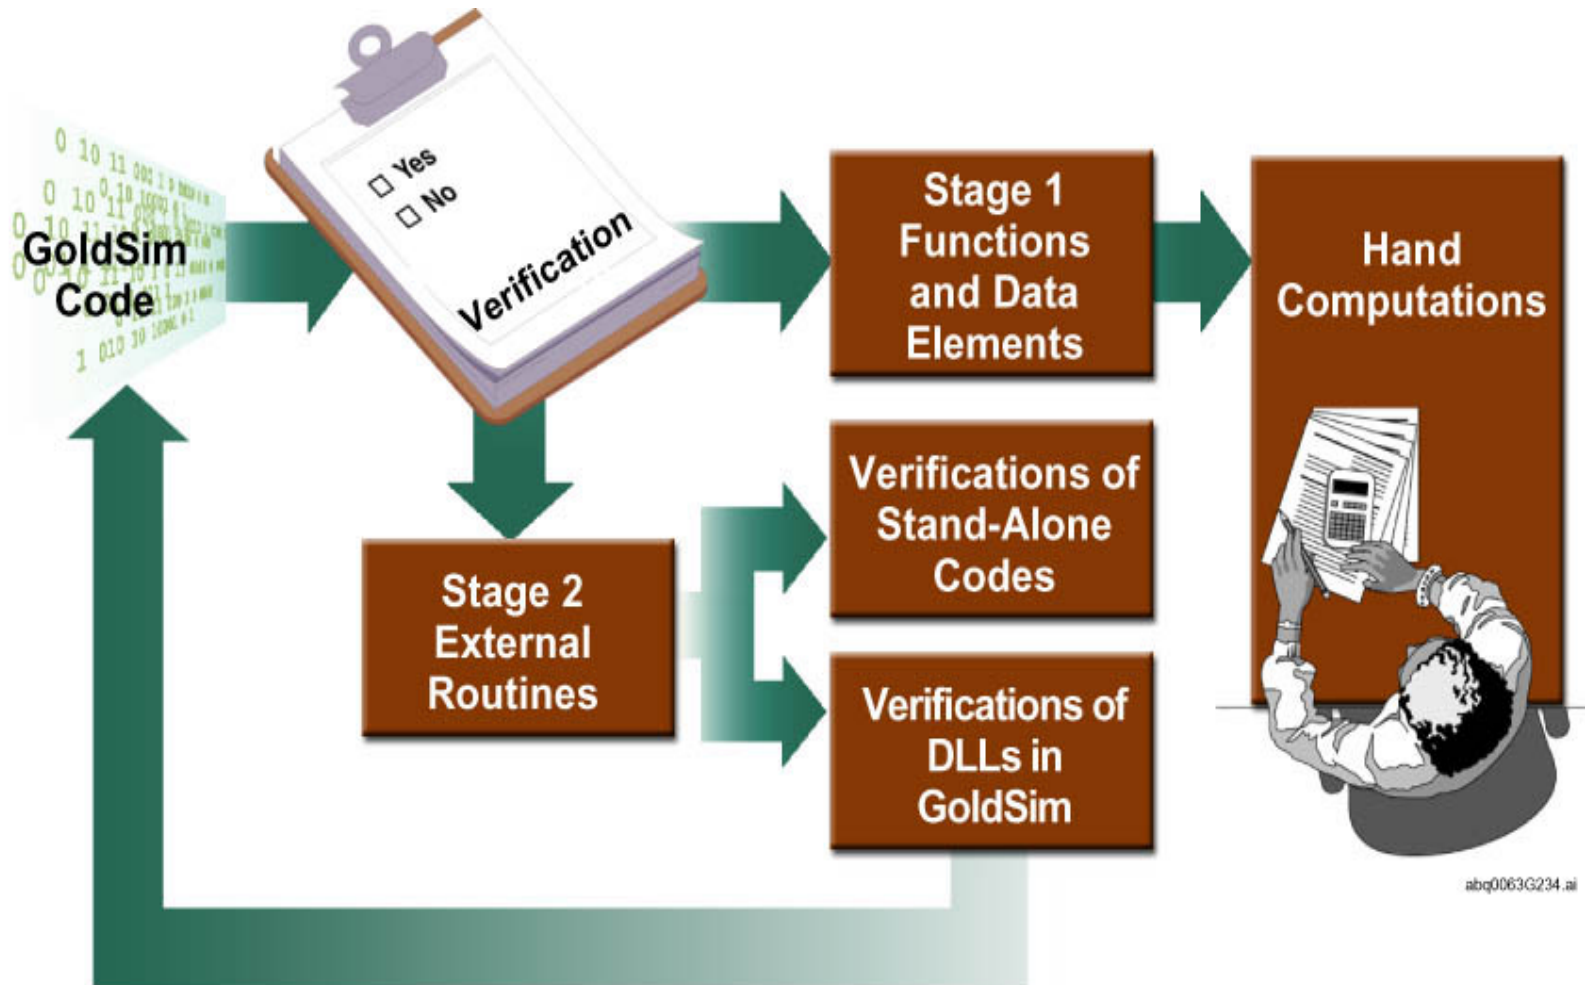 GoldSim
Code
Yes
No
Verification
Stage 1
Functions
and Data
Elements
Hand
Computations
Stage 2
External
Routines
Verifications of
Stand-Alone
Codes
Verifications of
DLLs in
GoldSim
abq0063G234.ai